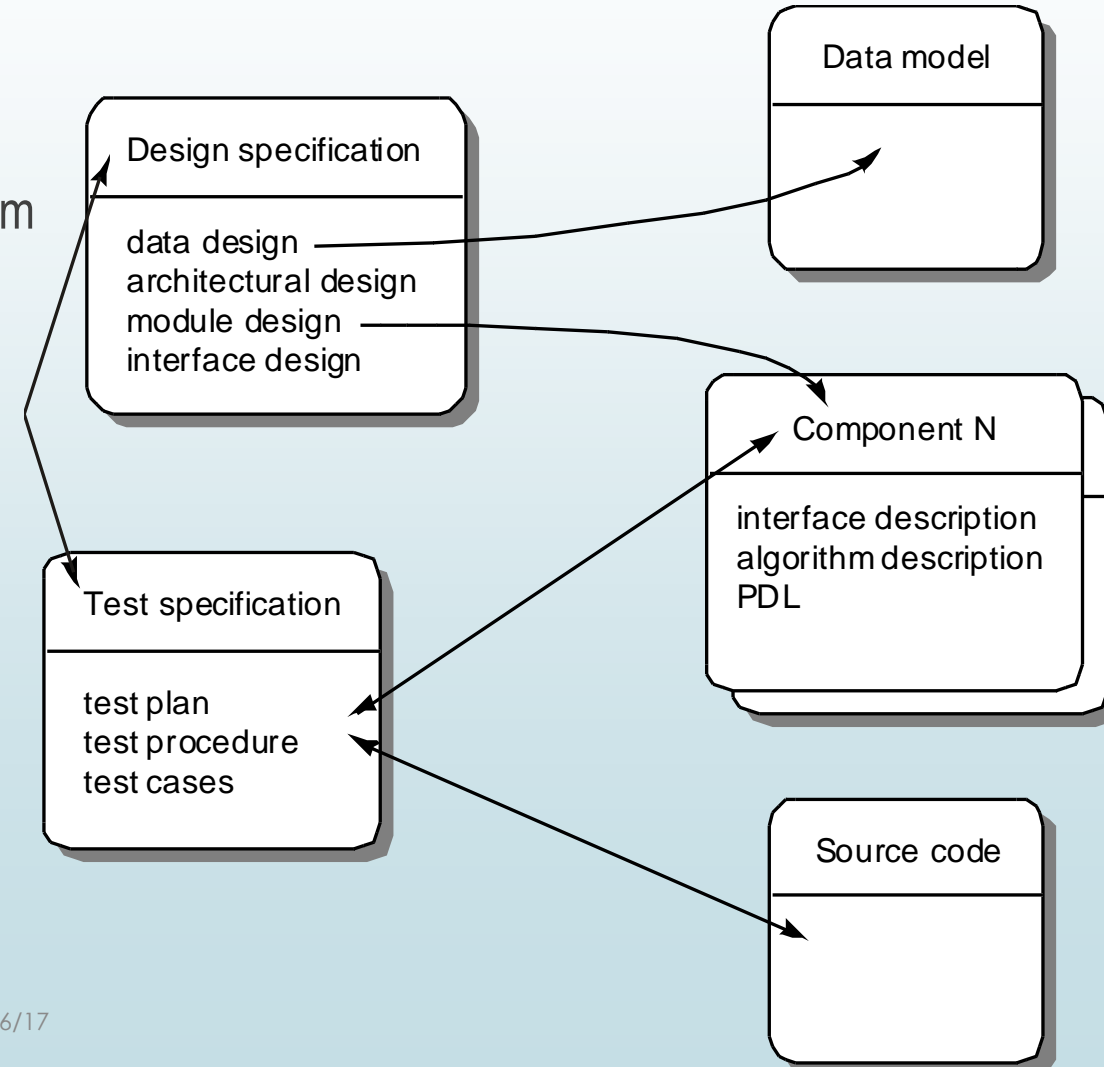 m
Design specification
data design
architectural design
module design
interface design
Data model
Component N
interface description
algorithm description
PDL
Test specification
test plan
test procedure
test cases
Source code
6/17